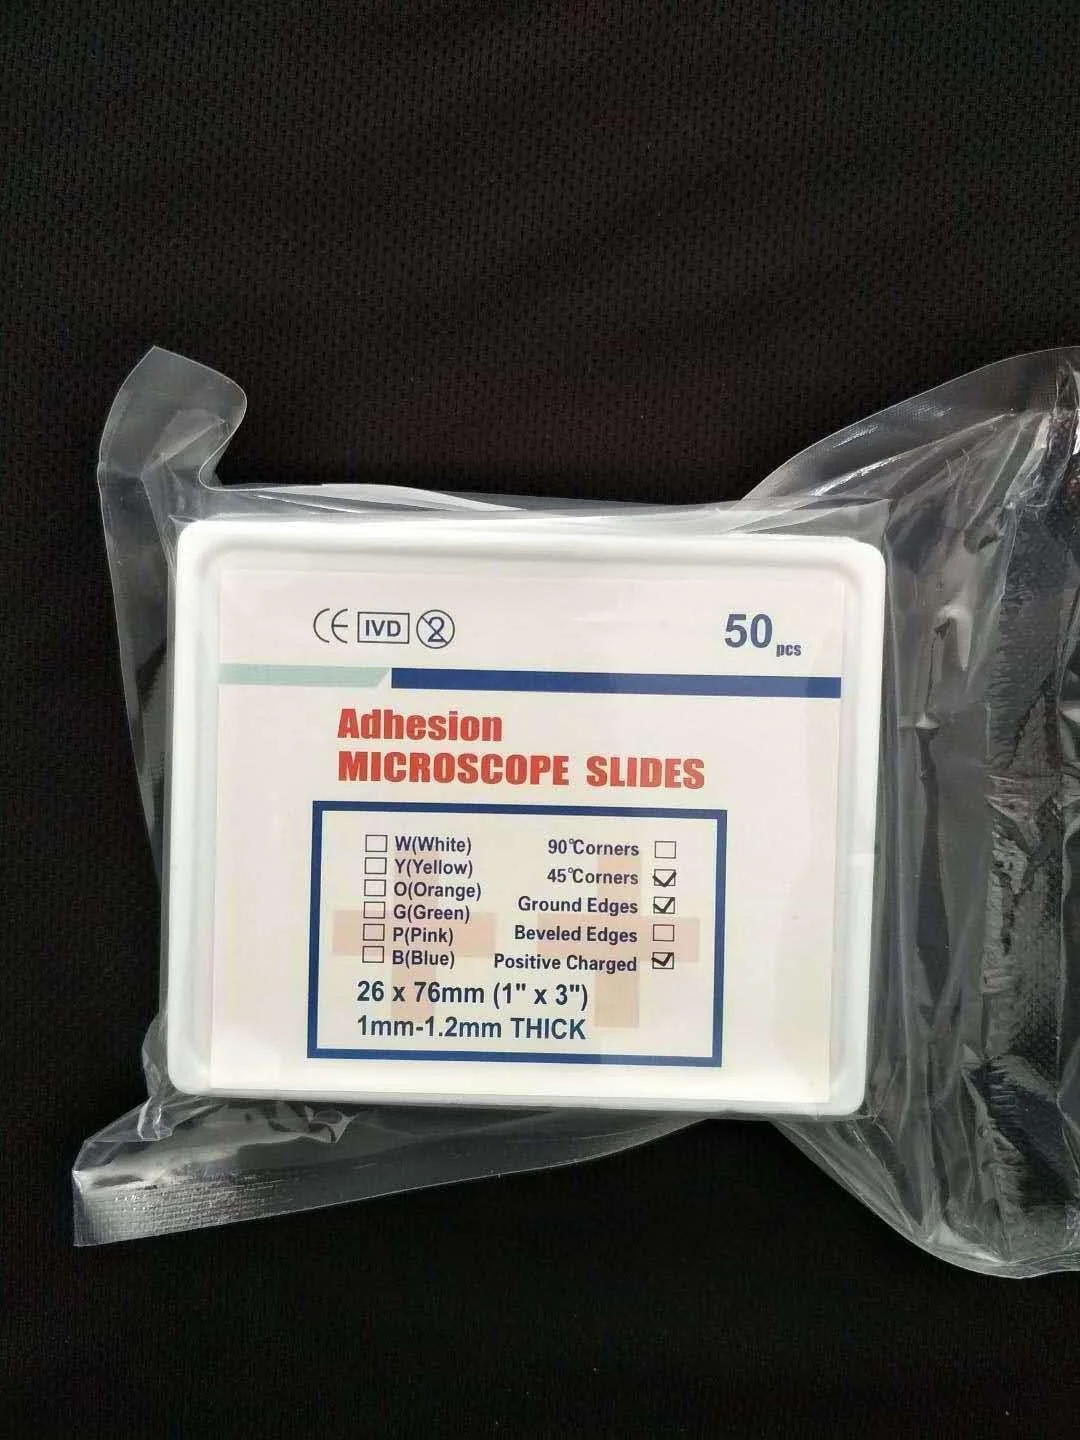 CE IVD 2 50 pcs
Adhesion
MICROSCOPE SLIDES
W(White) 90°Corners
Y(Yellow) 45°Corners
O(Orange) Ground Edges
G(Green) Beveled Edges
P(Pink) Positive Charged
B(Blue)
26 x 76mm (1" x 3")
1mm-1.2mm THICK